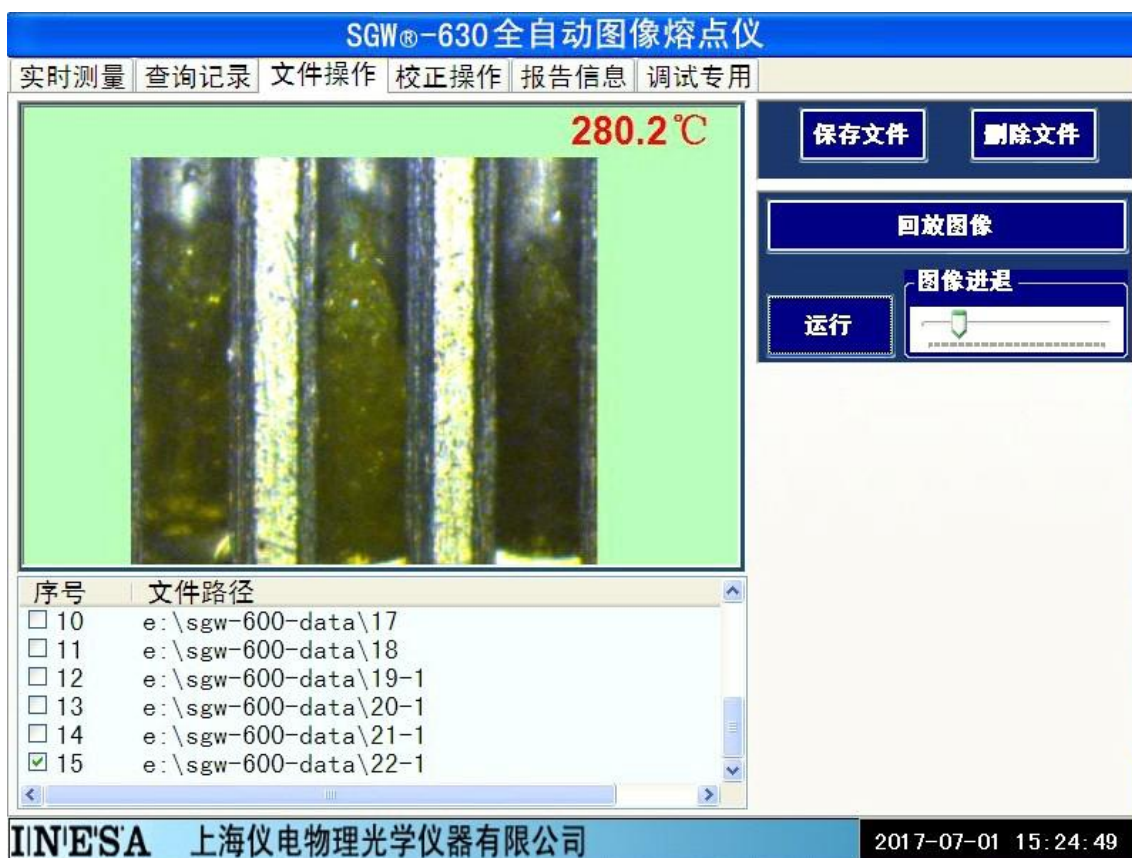 SGW®-630全自动图像熔点仪
实时测量 查询记录 文件操作 校正操作 报告信息 调试专用
280.2℃
保存文件 删除文件
回放图像
图像进退
运行
序号 文件路径
10 e:\sgw-600-data\17
11 e:\sgw-600-data\18
12 e:\sgw-600-data\19-1
13 e:\sgw-600-data\20-1
14 e:\sgw-600-data\21-1
15 e:\sgw-600-data\22-1
INESA 上海仪电物理光学仪器有限公司 2017-07-01 15:24:49